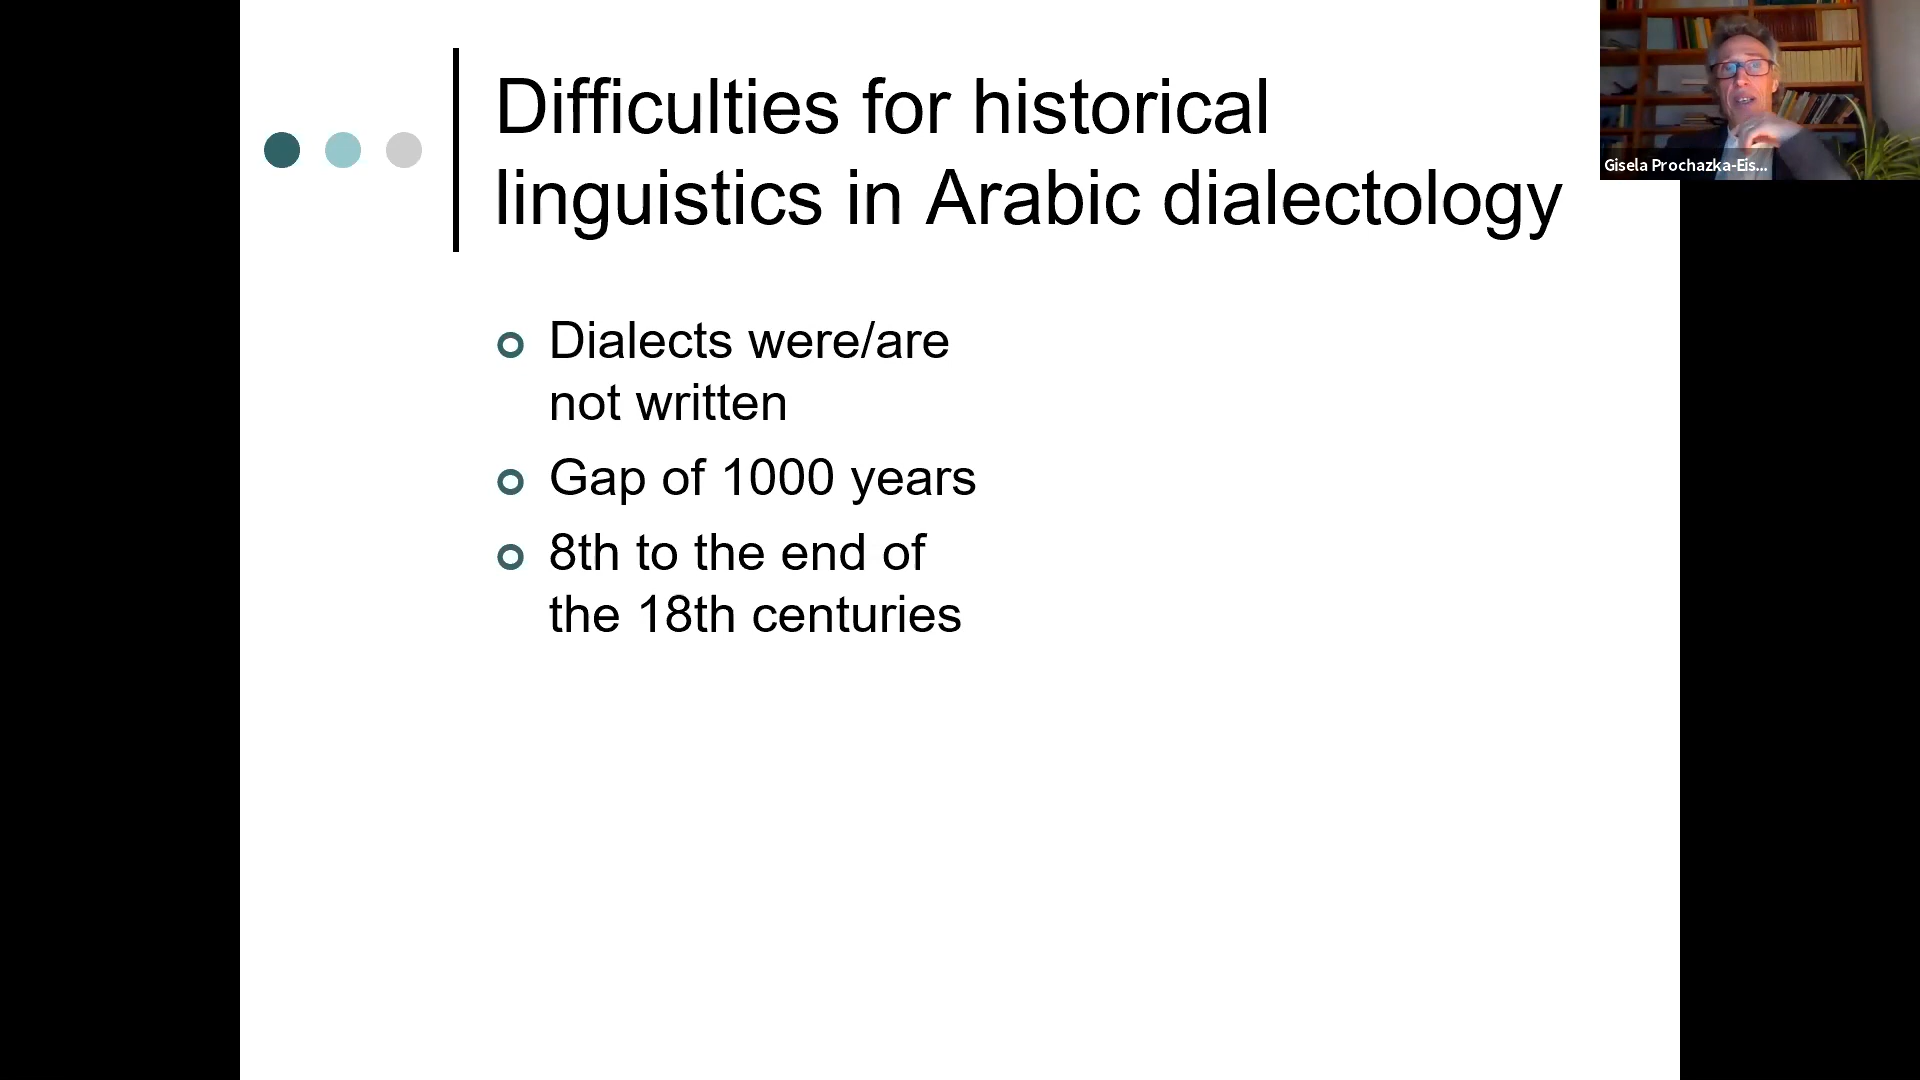 Difficulties for historical
linguistics in Arabic dialectology
Dialects were/are
not written
Gap of 1000 years
8th to the end of
the 18th centuries
Gisela Prochazka-Eis...